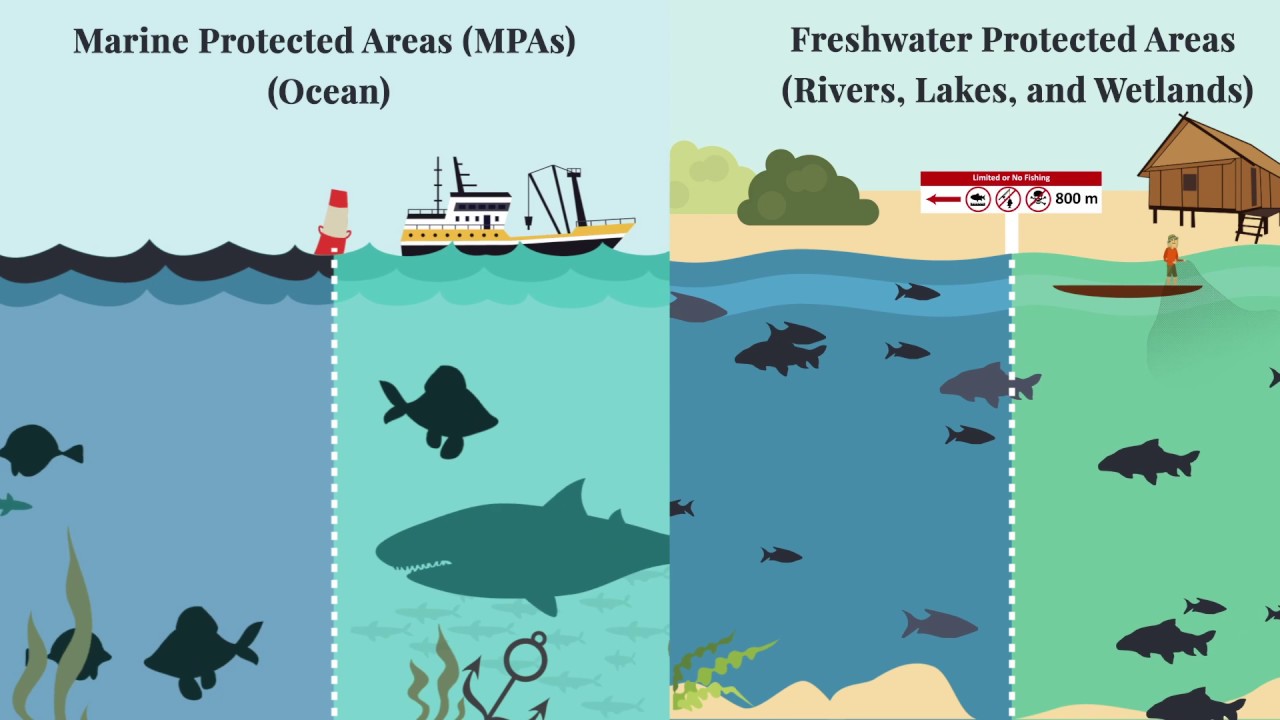 Marine Protected Areas (MPAs)
(Ocean)
Freshwater Protected Areas
(Rivers, Lakes, and Wetlands)
Limited or No Fishing
800 m